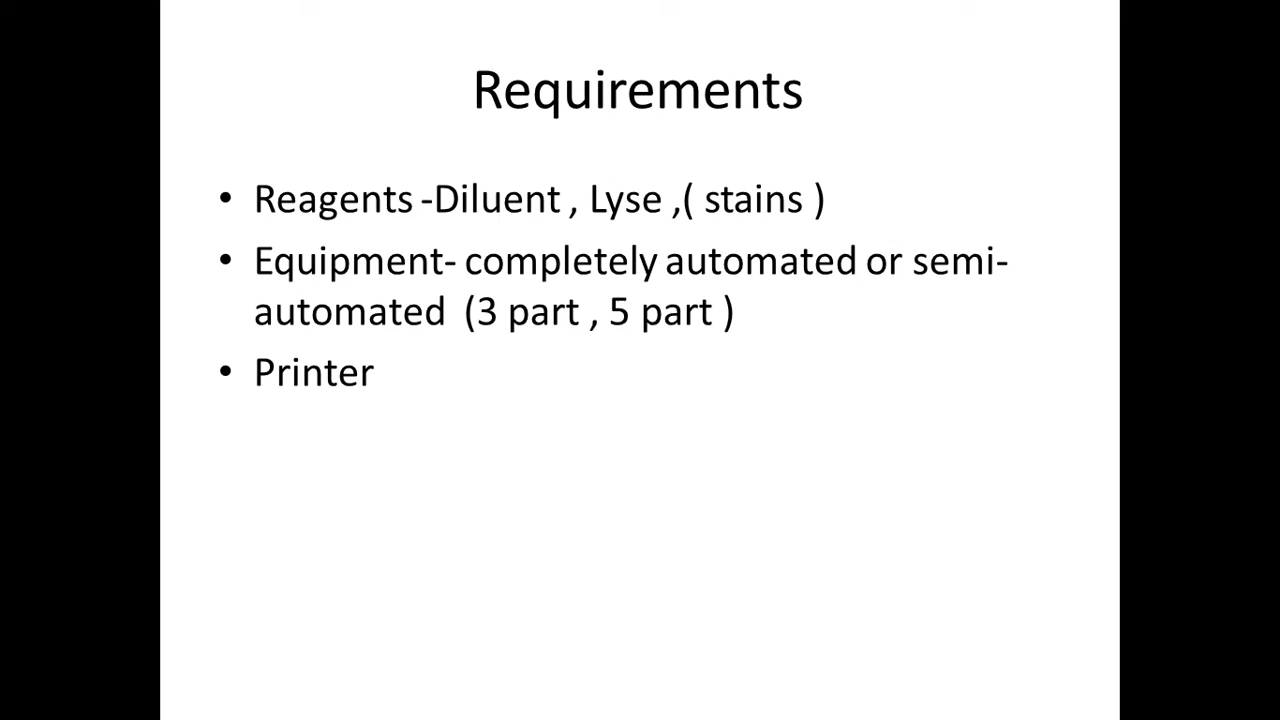 Requirements
• Reagents -Diluent , Lyse ,( stains )
• Equipment- completely automated or semi-
automated  (3 part , 5 part )
• Printer